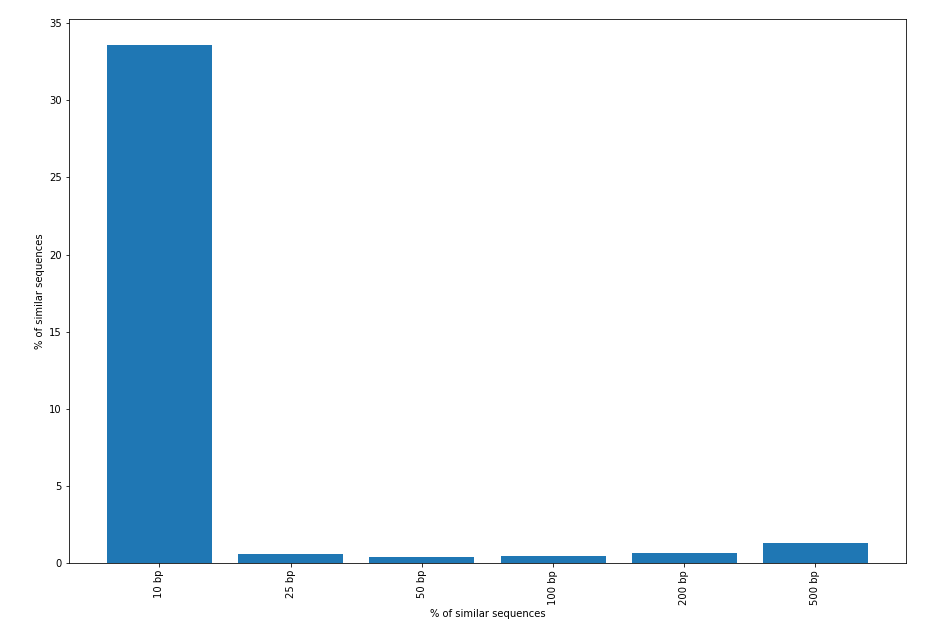 35
30
25
20
15
10
5
0
% of similar sequences
10 bp
25 bp
50 bp
100 bp
200 bp
500 bp
% of similar sequences